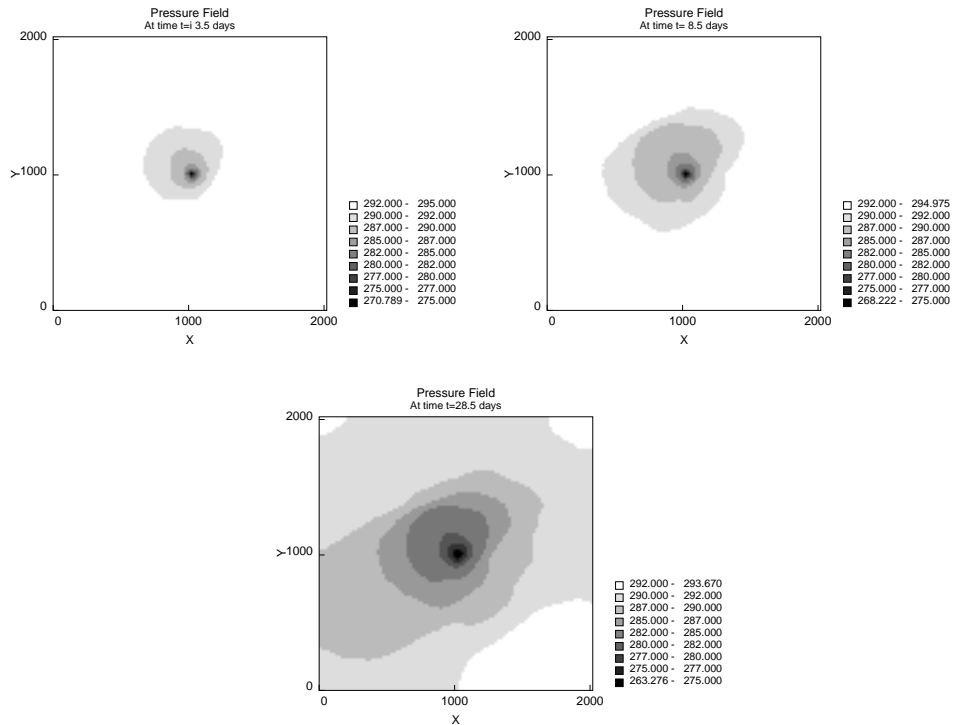 Pressure Field
At time t=i 3.5 days
2000
Y
1000
0
0 1000 2000
X
292.000 - 295.000
290.000 - 292.000
287.000 - 290.000
285.000 - 287.000
282.000 - 285.000
280.000 - 282.000
277.000 - 280.000
275.000 - 277.000
270.789 - 275.000
Pressure Field
At time t= 8.5 days
2000
Y
1000
0
0 1000 2000
X
292.000 - 294.975
290.000 - 292.000
287.000 - 290.000
285.000 - 287.000
282.000 - 285.000
280.000 - 282.000
277.000 - 280.000
275.000 - 277.000
268.222 - 275.000
Pressure Field
At time t=28.5 days
2000
Y
1000
0
0 1000 2000
X
292.000 - 293.670
290.000 - 292.000
287.000 - 290.000
285.000 - 287.000
282.000 - 285.000
280.000 - 282.000
277.000 - 280.000
275.000 - 277.000
263.276 - 275.000